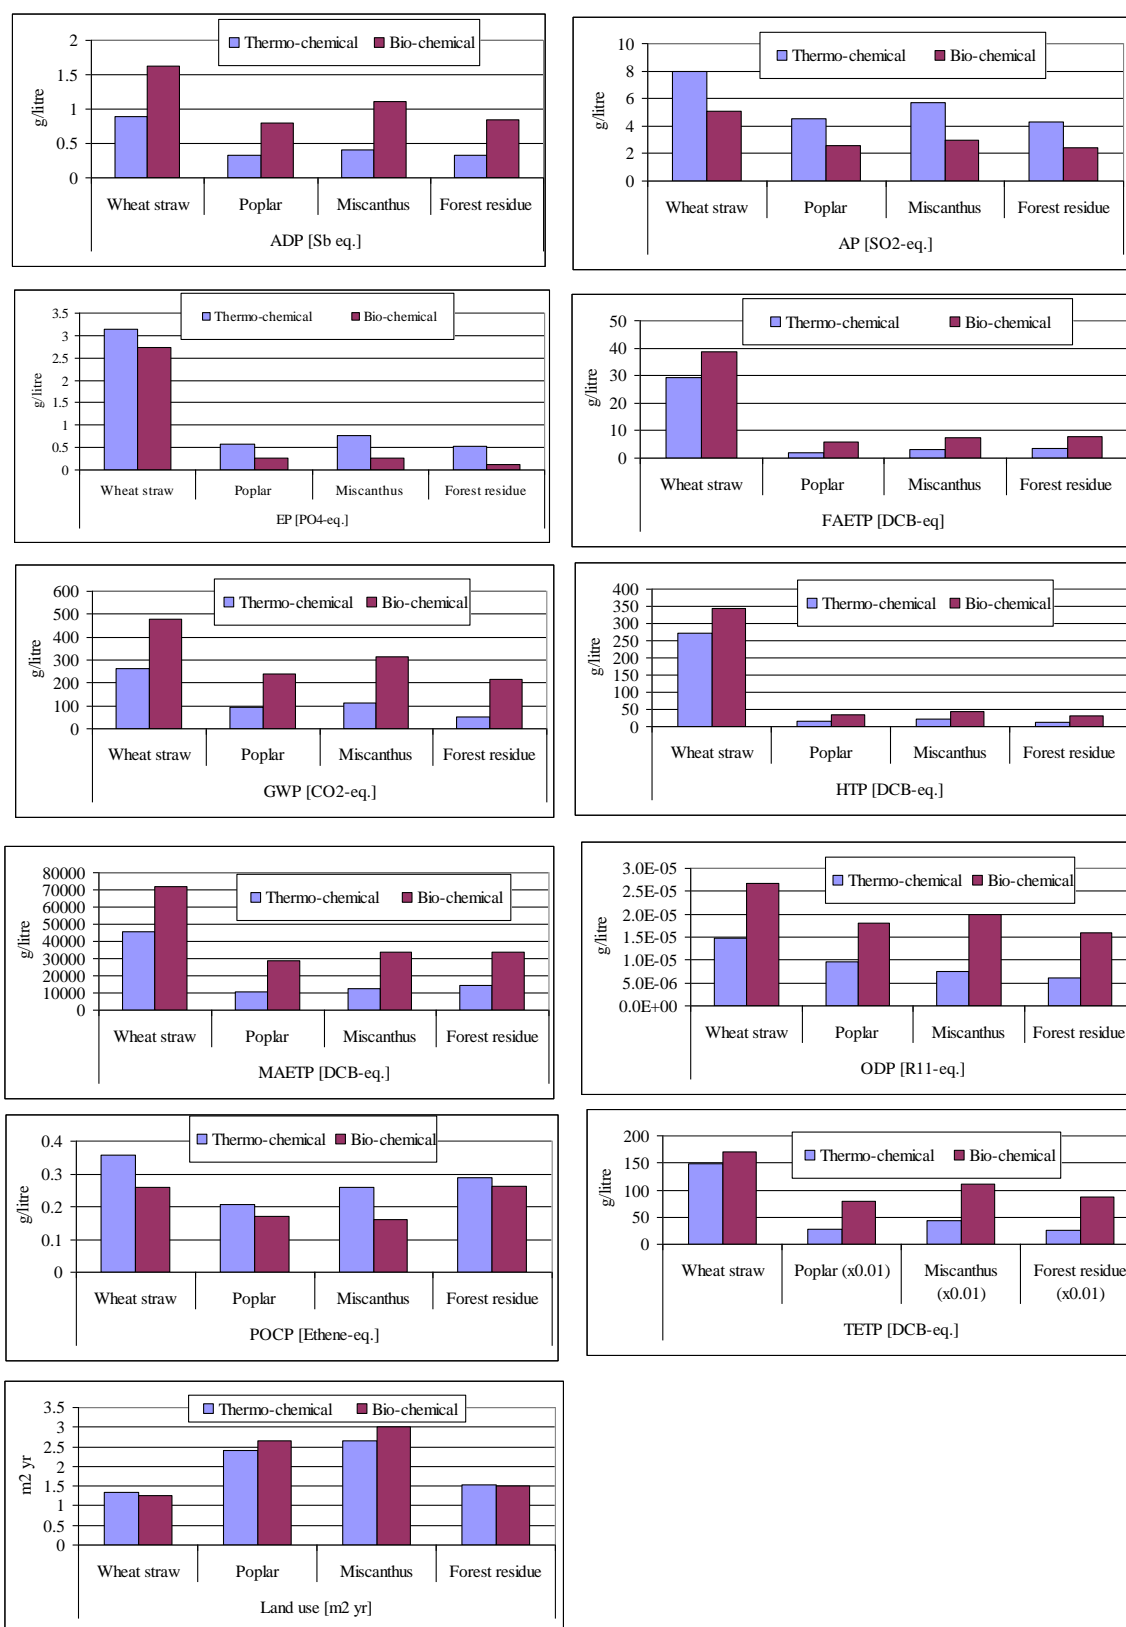 Thermo-chemical Bio-chemical
2
1.5
1
0.5
0
g/litre
Wheat straw Poplar Miscanthus Forest residue
ADP [Sb eq.]
Thermo-chemical Bio-chemical
10
8
6
4
2
0
g/litre
Wheat straw Poplar Miscanthus Forest residue
AP [SO2-eq.]
Thermo-chemical Bio-chemical
3.5
3
2.5
2
1.5
1
0.5
0
g/litre
Wheat straw Poplar Miscanthus Forest residue
EP [PO4-eq.]
Thermo-chemical Bio-chemical
50
40
30
20
10
0
g/litre
Wheat straw Poplar Miscanthus Forest residue
FAETP [DCB-eq]
Thermo-chemical Bio-chemical
600
500
400
300
200
100
0
g/litre
Wheat straw Poplar Miscanthus Forest residue
GWP [CO2-eq.]
Thermo-chemical Bio-chemical
400
350
300
250
200
150
100
50
0
g/litre
Wheat straw Poplar Miscanthus Forest residue
HTP [DCB-eq.]
Thermo-chemical Bio-chemical
80000
70000
60000
50000
40000
30000
20000
10000
0
g/litre
Wheat straw Poplar Miscanthus Forest residue
MAETP [DCB-eq.]
Thermo-chemical Bio-chemical
3.0E-05
2.5E-05
2.0E-05
1.5E-05
1.0E-05
5.0E-06
0.0E+00
g/litre
Wheat straw Poplar Miscanthus Forest residue
ODP [R11-eq.]
Thermo-chemical Bio-chemical
0.4
0.3
0.2
0.1
0
g/litre
Wheat straw Poplar Miscanthus Forest residue
POCP [Ethene-eq.]
Thermo-chemical Bio-chemical
200
150
100
50
0
g/litre
Wheat straw Poplar (x0.01) Miscanthus Forest residue
(x0.01) (x0.01)
TETP [DCB-eq.]
Thermo-chemical Bio-chemical
3.5
3
2.5
2
1.5
1
0.5
0
m2 yr
Wheat straw Poplar Miscanthus Forest residue
Land use [m2 yr]